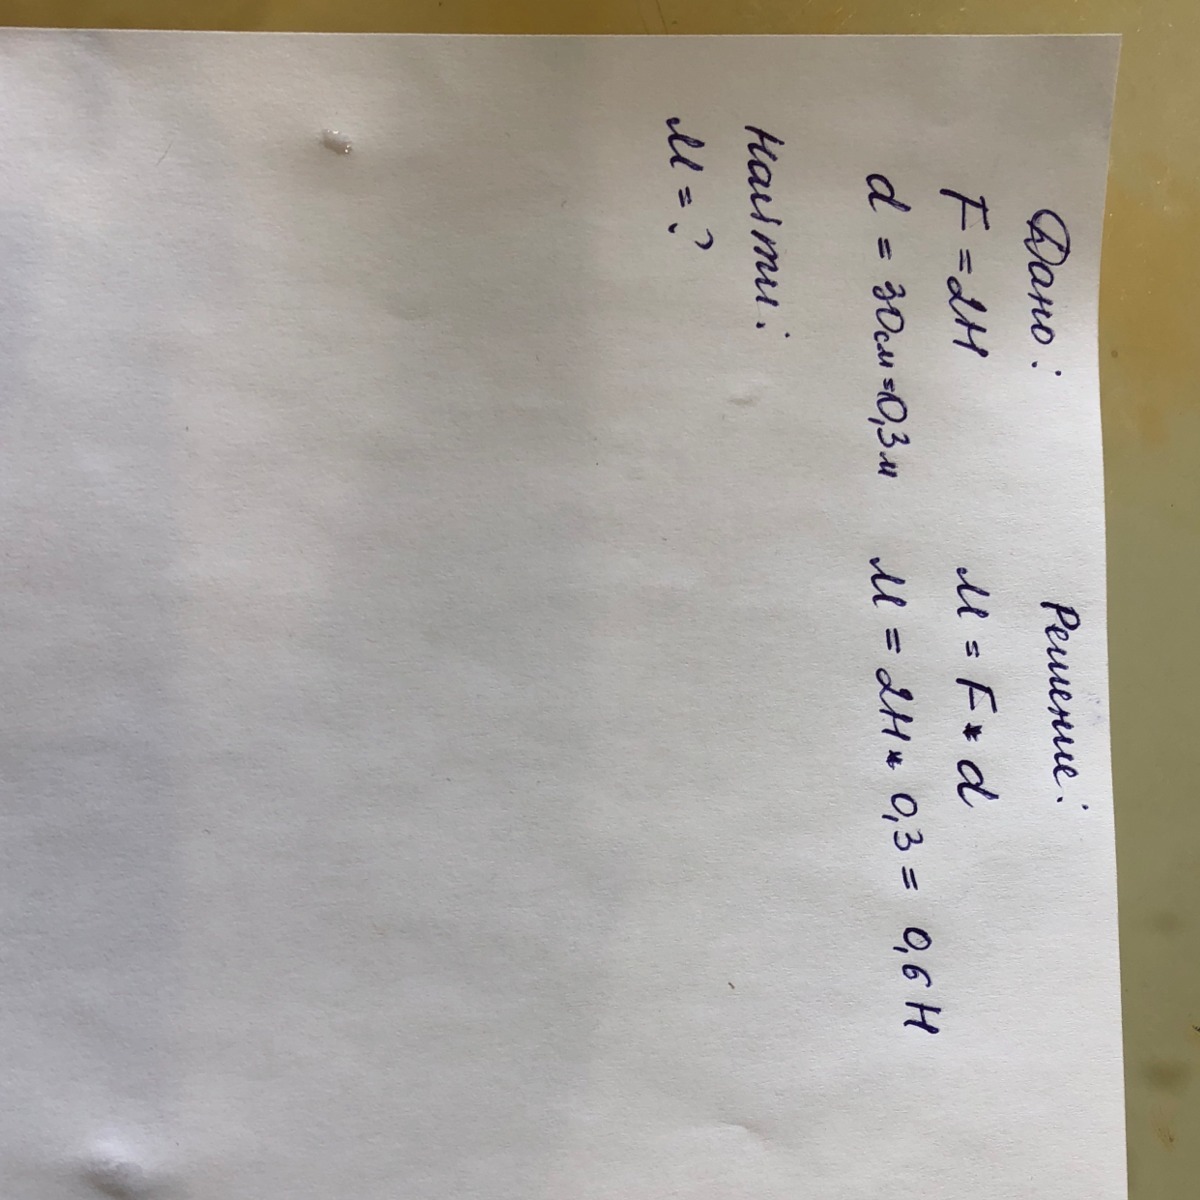 Дано:
F = 2Н
d = 30см = 0,3м
Найти:
М = ?
Решение:
М = F * d
М = 2Н * 0,3 = 0,6 Н